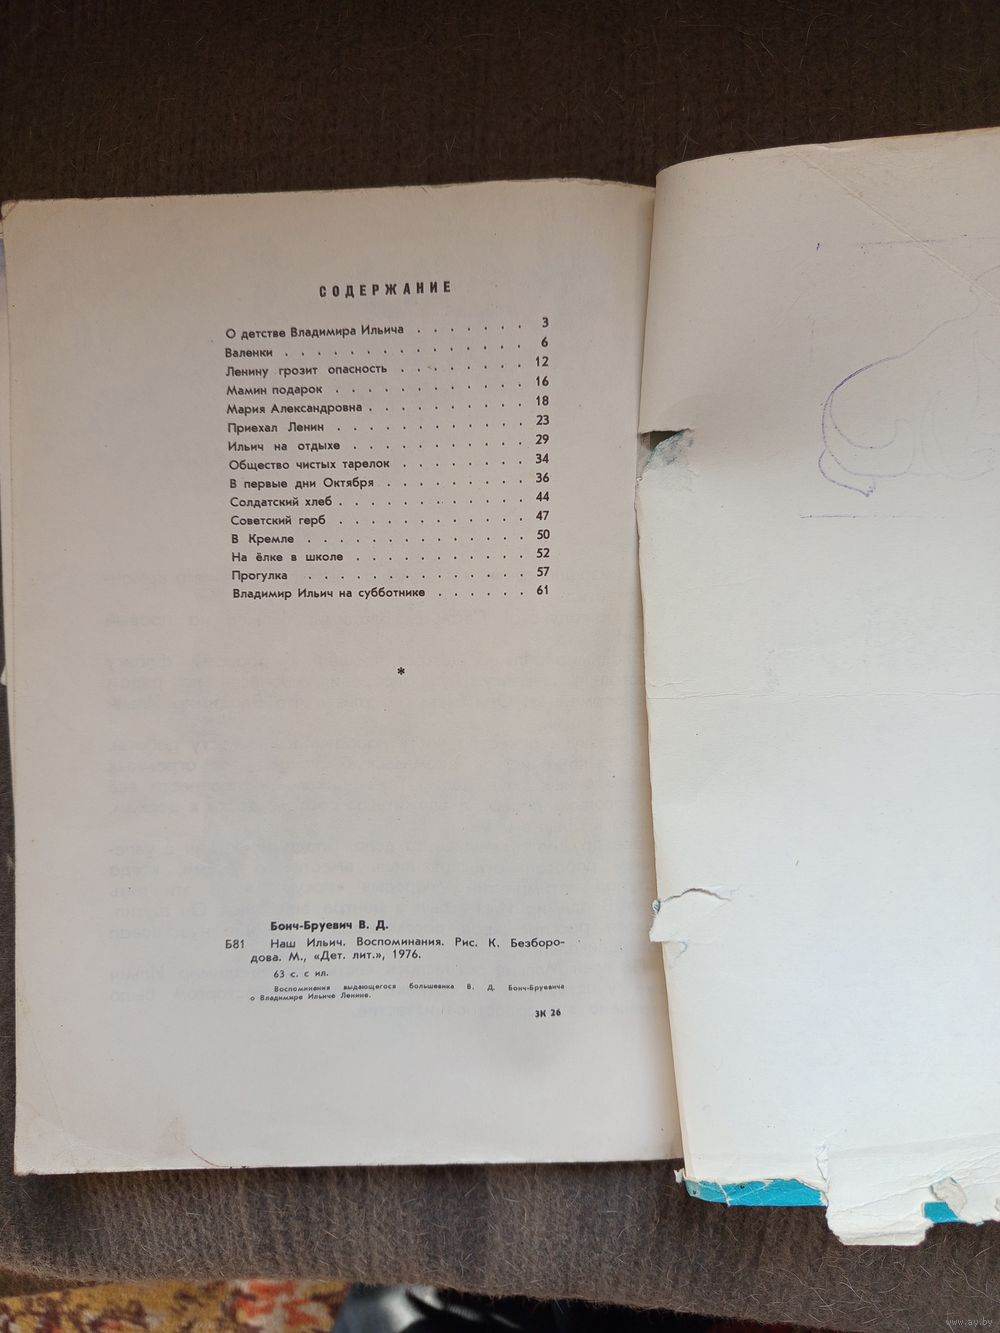 СОДЕРЖАНИЕ
О детстве Владимира Ильича . . . . . . . 3
Валенки . . . . . . . . . . . . . . . 6
Ленину грозит опасность . . . . . . . . 12
Мамин подарок . . . . . . . . . . . . 16
Мария Александровна . . . . . . . . . . 18
Приехал Ленин . . . . . . . . . . . . 23
Ильич на отдыхе . . . . . . . . . . . 29
Общество чистых тарелок . . . . . . . . 34
В первые дни Октября . . . . . . . . . 36
Солдатский хлеб . . . . . . . . . . . . 44
Советский герб . . . . . . . . . . . . 47
В Кремле . . . . . . . . . . . . . . 50
На ёлке в школе . . . . . . . . . . . 52
Прогулка . . . . . . . . . . . . . . 57
Владимир Ильич на субботнике . . . . . . 61
*
Бонч-Бруевич В. Д.
Б81 Наш Ильич. Воспоминания. Рис. К. Безборо-
дова. М., «Дет. лит.», 1976.
63 с. с ил.
Воспоминания выдающегося большевика В. Д. Бонч-Бруевича
о Владимире Ильиче Ленине.
3К 26
www.ay.by